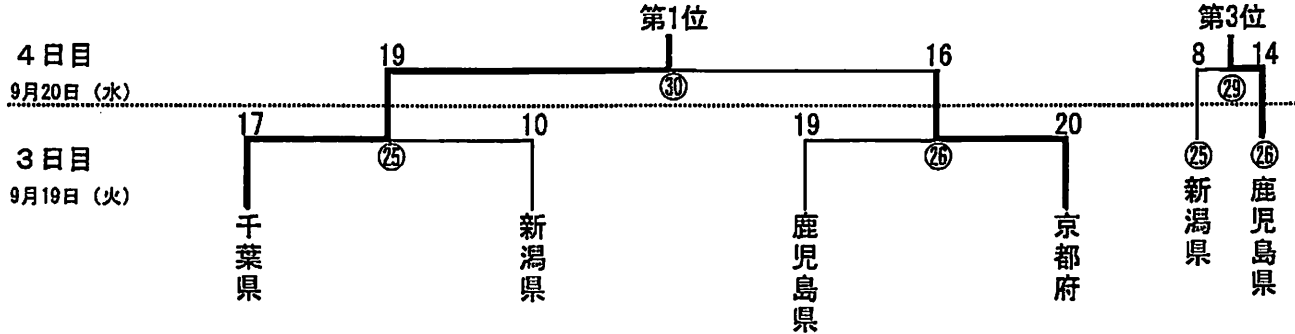 第1位
第3位
4日目
19
16
8
14
9月20日（水）
㉚
㉙
17
10
19
20
3日目
㉕
㉖
㉕
㉖
9月19日（火）
千葉県
新潟県
鹿児島県
京都府
新潟県
鹿児島県